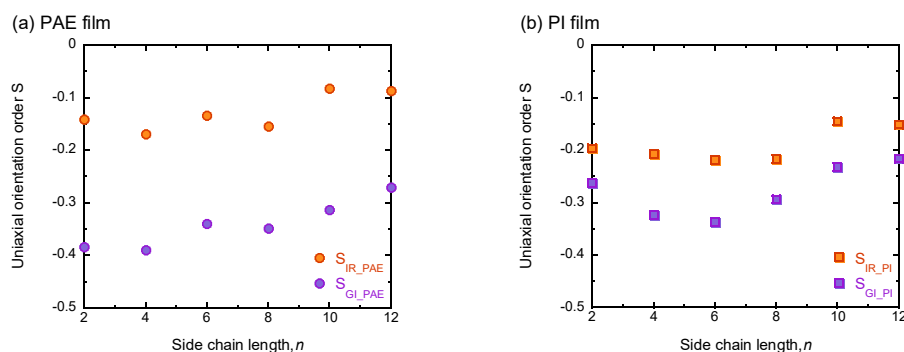 (a) PAE film
0
-0.1
-0.2
-0.3
-0.4
-0.5
2 4 6 8 10 12
Uniaxial orientation order S
Side chain length, n
S_IR_PAE
S_GI_PAE
(b) PI film
0
-0.1
-0.2
-0.3
-0.4
-0.5
2 4 6 8 10 12
Uniaxial orientation order S
Side chain length, n
S_IR_PI
S_GI_PI